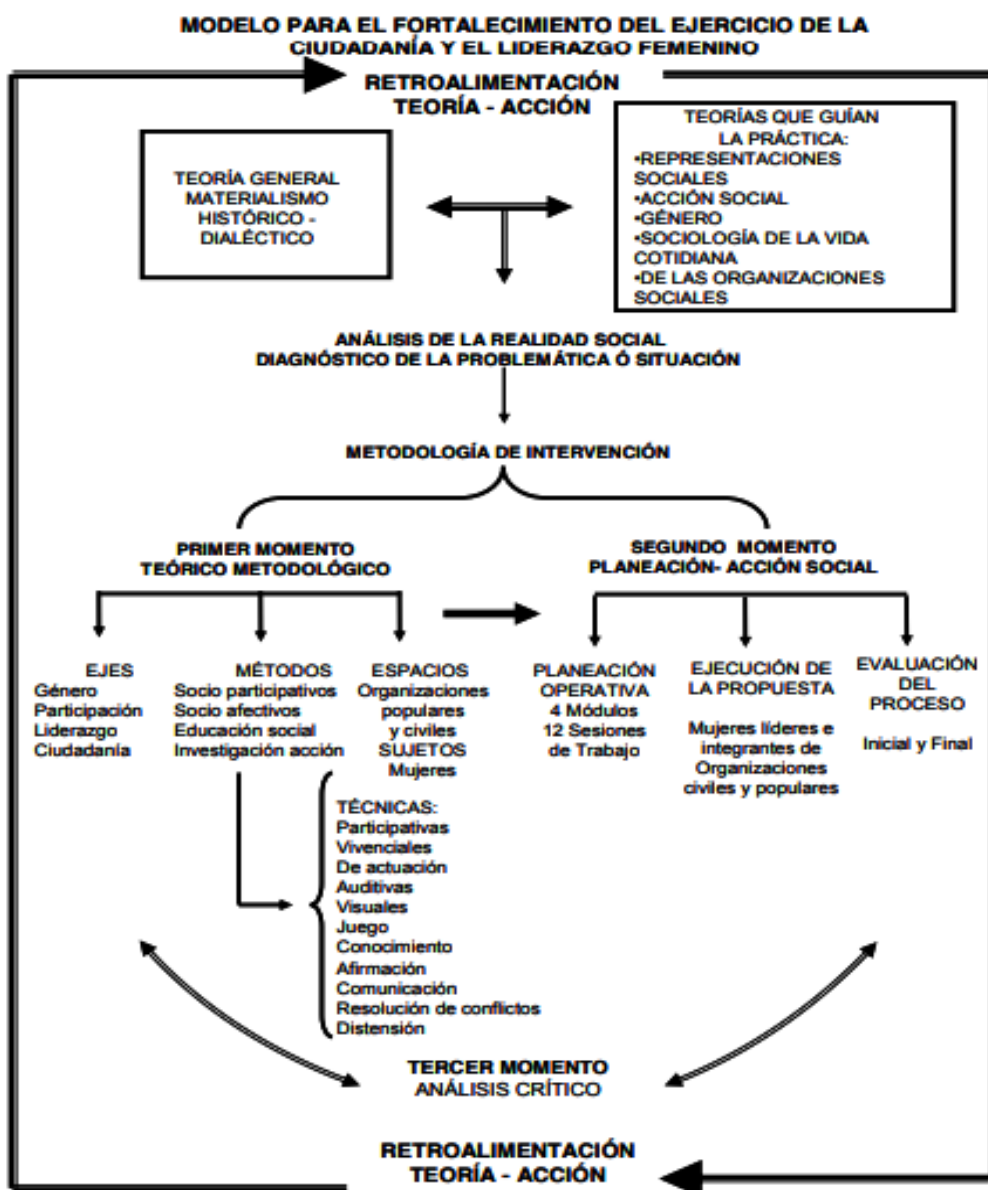 MODELO PARA EL FORTALECIMIENTO DEL EJERCICIO DE LA
CIUDADANÍA Y EL LIDERAZGO FEMENINO
RETROALIMENTACIÓN
TEORÍA - ACCIÓN
TEORÍA GENERAL
MATERIALISMO
HISTÓRICO -
DIALÉCTICO
TEORÍAS QUE GUÍAN
LA PRÁCTICA:
•REPRESENTACIONES
SOCIALES
•ACCIÓN SOCIAL
•GÉNERO
•SOCIOLOGÍA DE LA VIDA
COTIDIANA
•DE LAS ORGANIZACIONES
SOCIALES
ANÁLISIS DE LA REALIDAD SOCIAL
DIAGNÓSTICO DE LA PROBLEMÁTICA Ó SITUACIÓN
METODOLOGÍA DE INTERVENCIÓN
PRIMER MOMENTO
TEÓRICO METODOLÓGICO
SEGUNDO MOMENTO
PLANEACIÓN- ACCIÓN SOCIAL
EJES
Género
Participación
Liderazgo
Ciudadanía
MÉTODOS
Socio participativos
Socio afectivos
Educación social
Investigación acción
ESPACIOS
Organizaciones
populares
y civiles
SUJETOS
Mujeres
PLANEACIÓN
OPERATIVA
4 Módulos
12 Sesiones
de Trabajo
EJECUCIÓN DE
LA PROPUESTA
Mujeres líderes e
integrantes de
Organizaciones
civiles y populares
EVALUACIÓN
DEL
PROCESO
Inicial y Final
TÉCNICAS:
Participativas
Vivenciales
De actuación
Auditivas
Visuales
Juego
Conocimiento
Afirmación
Comunicación
Resolución de conflictos
Distensión
TERCER MOMENTO
ANÁLISIS CRÍTICO
RETROALIMENTACIÓN
TEORÍA - ACCIÓN